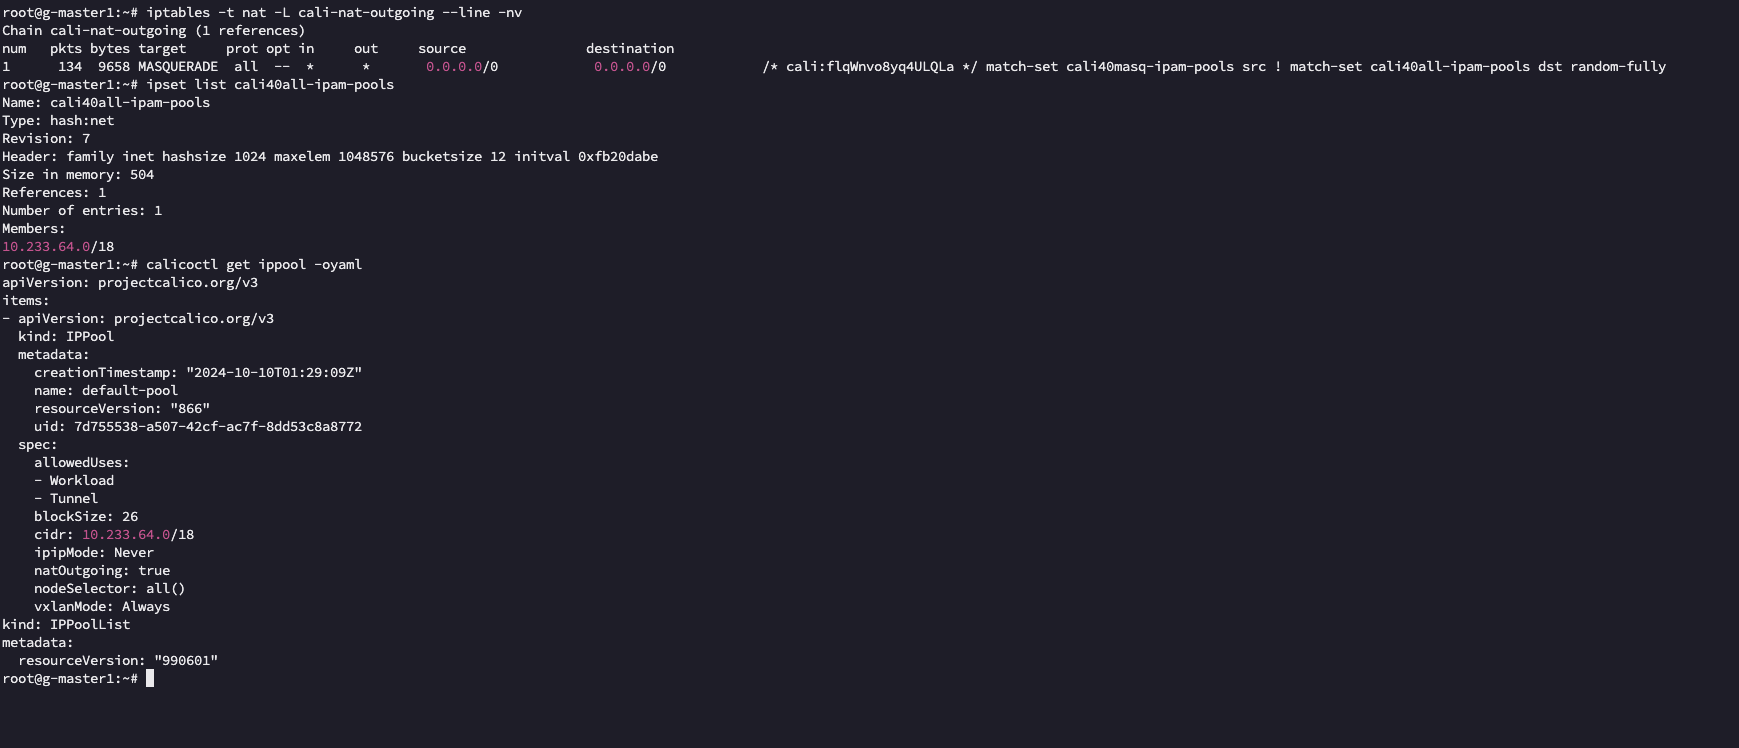 root@g-master1:~# iptables -t nat -L cali-nat-outgoing --line -nv
Chain cali-nat-outgoing (1 references)
num   pkts bytes target     prot opt in     out     source               destination
1      134  9658 MASQUERADE  all  --  *      *       0.0.0.0/0            0.0.0.0/0            /* cali:flqWnvo8yq4ULQLa */ match-set cali40masq-ipam-pools src ! match-set cali40all-ipam-pools dst random-fully
root@g-master1:~# ipset list cali40all-ipam-pools
Name: cali40all-ipam-pools
Type: hash:net
Revision: 7
Header: family inet hashsize 1024 maxelem 1048576 bucketsize 12 initval 0xfb20dabe
Size in memory: 504
References: 1
Number of entries: 1
Members:
10.233.64.0/18
root@g-master1:~# calicoctl get ippool -oyaml
apiVersion: projectcalico.org/v3
items:
- apiVersion: projectcalico.org/v3
  kind: IPPool
  metadata:
    creationTimestamp: "2024-10-10T01:29:09Z"
    name: default-pool
    resourceVersion: "866"
    uid: 7d755538-a507-42cf-ac7f-8dd53c8a8772
  spec:
    allowedUses:
    - Workload
    - Tunnel
    blockSize: 26
    cidr: 10.233.64.0/18
    ipipMode: Never
    natOutgoing: true
    nodeSelector: all()
    vxlanMode: Always
kind: IPPoolList
metadata:
  resourceVersion: "990601"
root@g-master1:~#